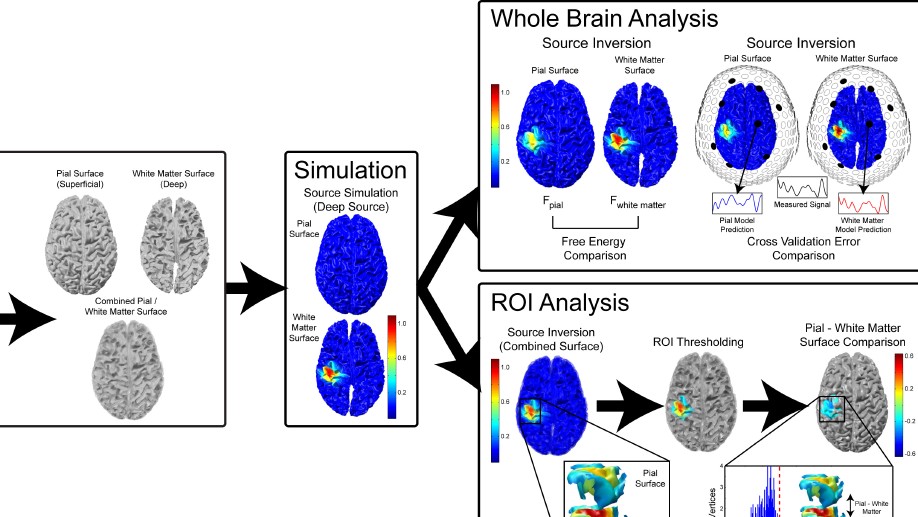 Pial Surface
(Superficial)
White Matter Surface
(Deep)
Combined Pial /
White Matter Surface
Simulation
Source Simulation
(Deep Source)
Pial
Surface
White
Matter
Surface
1.0
0.6
0.2
Whole Brain Analysis
Source Inversion
Pial Surface
White Matter
Surface
1.0
0.6
0.2
Fpial
Fwhite matter
Free Energy
Comparison
Source Inversion
Pial Surface
White Matter Surface
Measured Signal
Pial Model
Prediction
White Matter
Model Prediction
Cross Validation Error
Comparison
ROI Analysis
Source Inversion
(Combined Surface)
1.0
0.6
0.2
ROI Thresholding
Pial - White Matter
Surface Comparison
0.6
0.2
-0.2
-0.6
Pial
Surface
4
3
2
Vertices
Pial - White
Matter